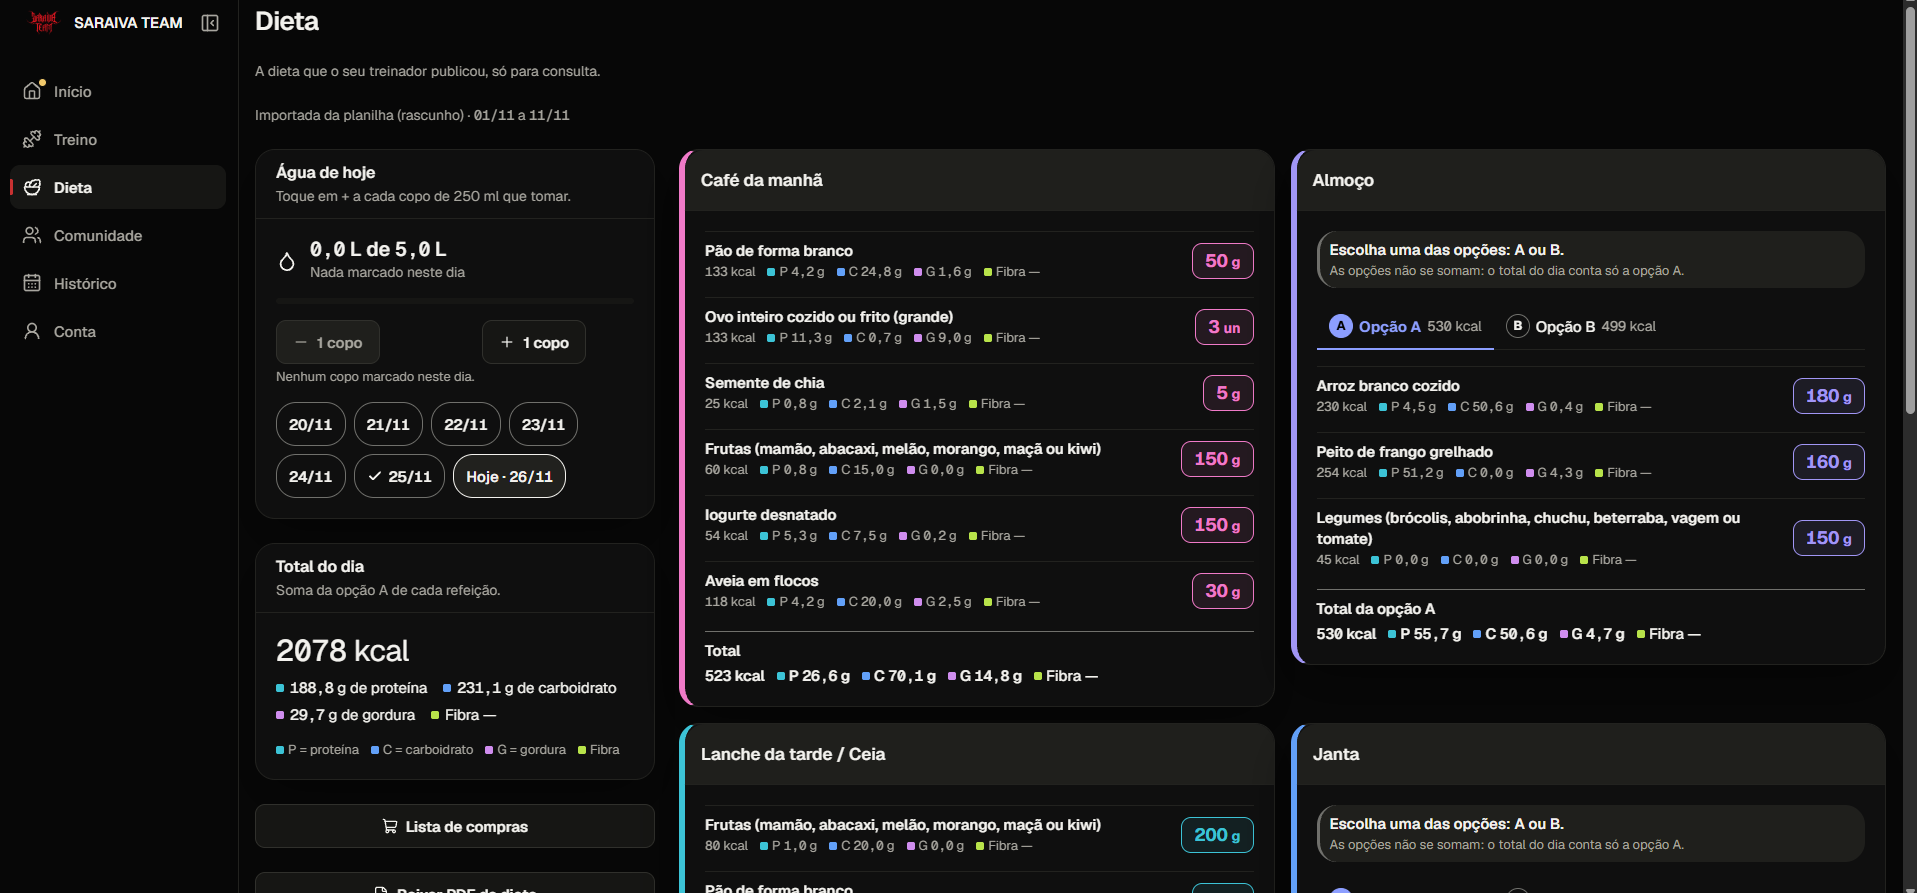 SARAIVA TEAM
Início
Treino
Dieta
Comunidade
Histórico
Conta
Dieta
A dieta que o seu treinador publicou, só para consulta.
Importada da planilha (rascunho) · 01/11 a 11/11
Água de hoje
Toque em + a cada copo de 250 ml que tomar.
0,0 L de 5,0 L
Nada marcado neste dia
− 1 copo
+ 1 copo
Nenhum copo marcado neste dia.
20/11
21/11
22/11
23/11
24/11
✓ 25/11
Hoje · 26/11
Total do dia
Soma da opção A de cada refeição.
2078 kcal
188,8 g de proteína
231,1 g de carboidrato
29,7 g de gordura
Fibra —
P = proteína C = carboidrato G = gordura Fibra
Lista de compras
Baixar PDF da dieta
Café da manhã
Pão de forma branco
133 kcal P 4,2 g C 24,8 g G 1,6 g Fibra —
50 g
Ovo inteiro cozido ou frito (grande)
133 kcal P 11,3 g C 0,7 g G 9,0 g Fibra —
3 un
Semente de chia
25 kcal P 0,8 g C 2,1 g G 1,5 g Fibra —
5 g
Frutas (mamão, abacaxi, melão, morango, maçã ou kiwi)
60 kcal P 0,8 g C 15,0 g G 0,0 g Fibra —
150 g
Iogurte desnatado
54 kcal P 5,3 g C 7,5 g G 0,2 g Fibra —
150 g
Aveia em flocos
118 kcal P 4,2 g C 20,0 g G 2,5 g Fibra —
30 g
Total
523 kcal P 26,6 g C 70,1 g G 14,8 g Fibra —
Almoço
Escolha uma das opções: A ou B.
As opções não se somam: o total do dia conta só a opção A.
A Opção A 530 kcal
B Opção B 499 kcal
Arroz branco cozido
230 kcal P 4,5 g C 50,6 g G 0,4 g Fibra —
180 g
Peito de frango grelhado
254 kcal P 51,2 g C 0,0 g G 4,3 g Fibra —
160 g
Legumes (brócolis, abobrinha, chuchu, beterraba, vagem ou
tomate)
45 kcal P 0,0 g C 0,0 g G 0,0 g Fibra —
150 g
Total da opção A
530 kcal P 55,7 g C 50,6 g G 4,7 g Fibra —
Lanche da tarde / Ceia
Frutas (mamão, abacaxi, melão, morango, maçã ou kiwi)
80 kcal P 1,0 g C 20,0 g G 0,0 g Fibra —
200 g
Pão de forma branco
Janta
Escolha uma das opções: A ou B.
As opções não se somam: o total do dia conta só a opção A.